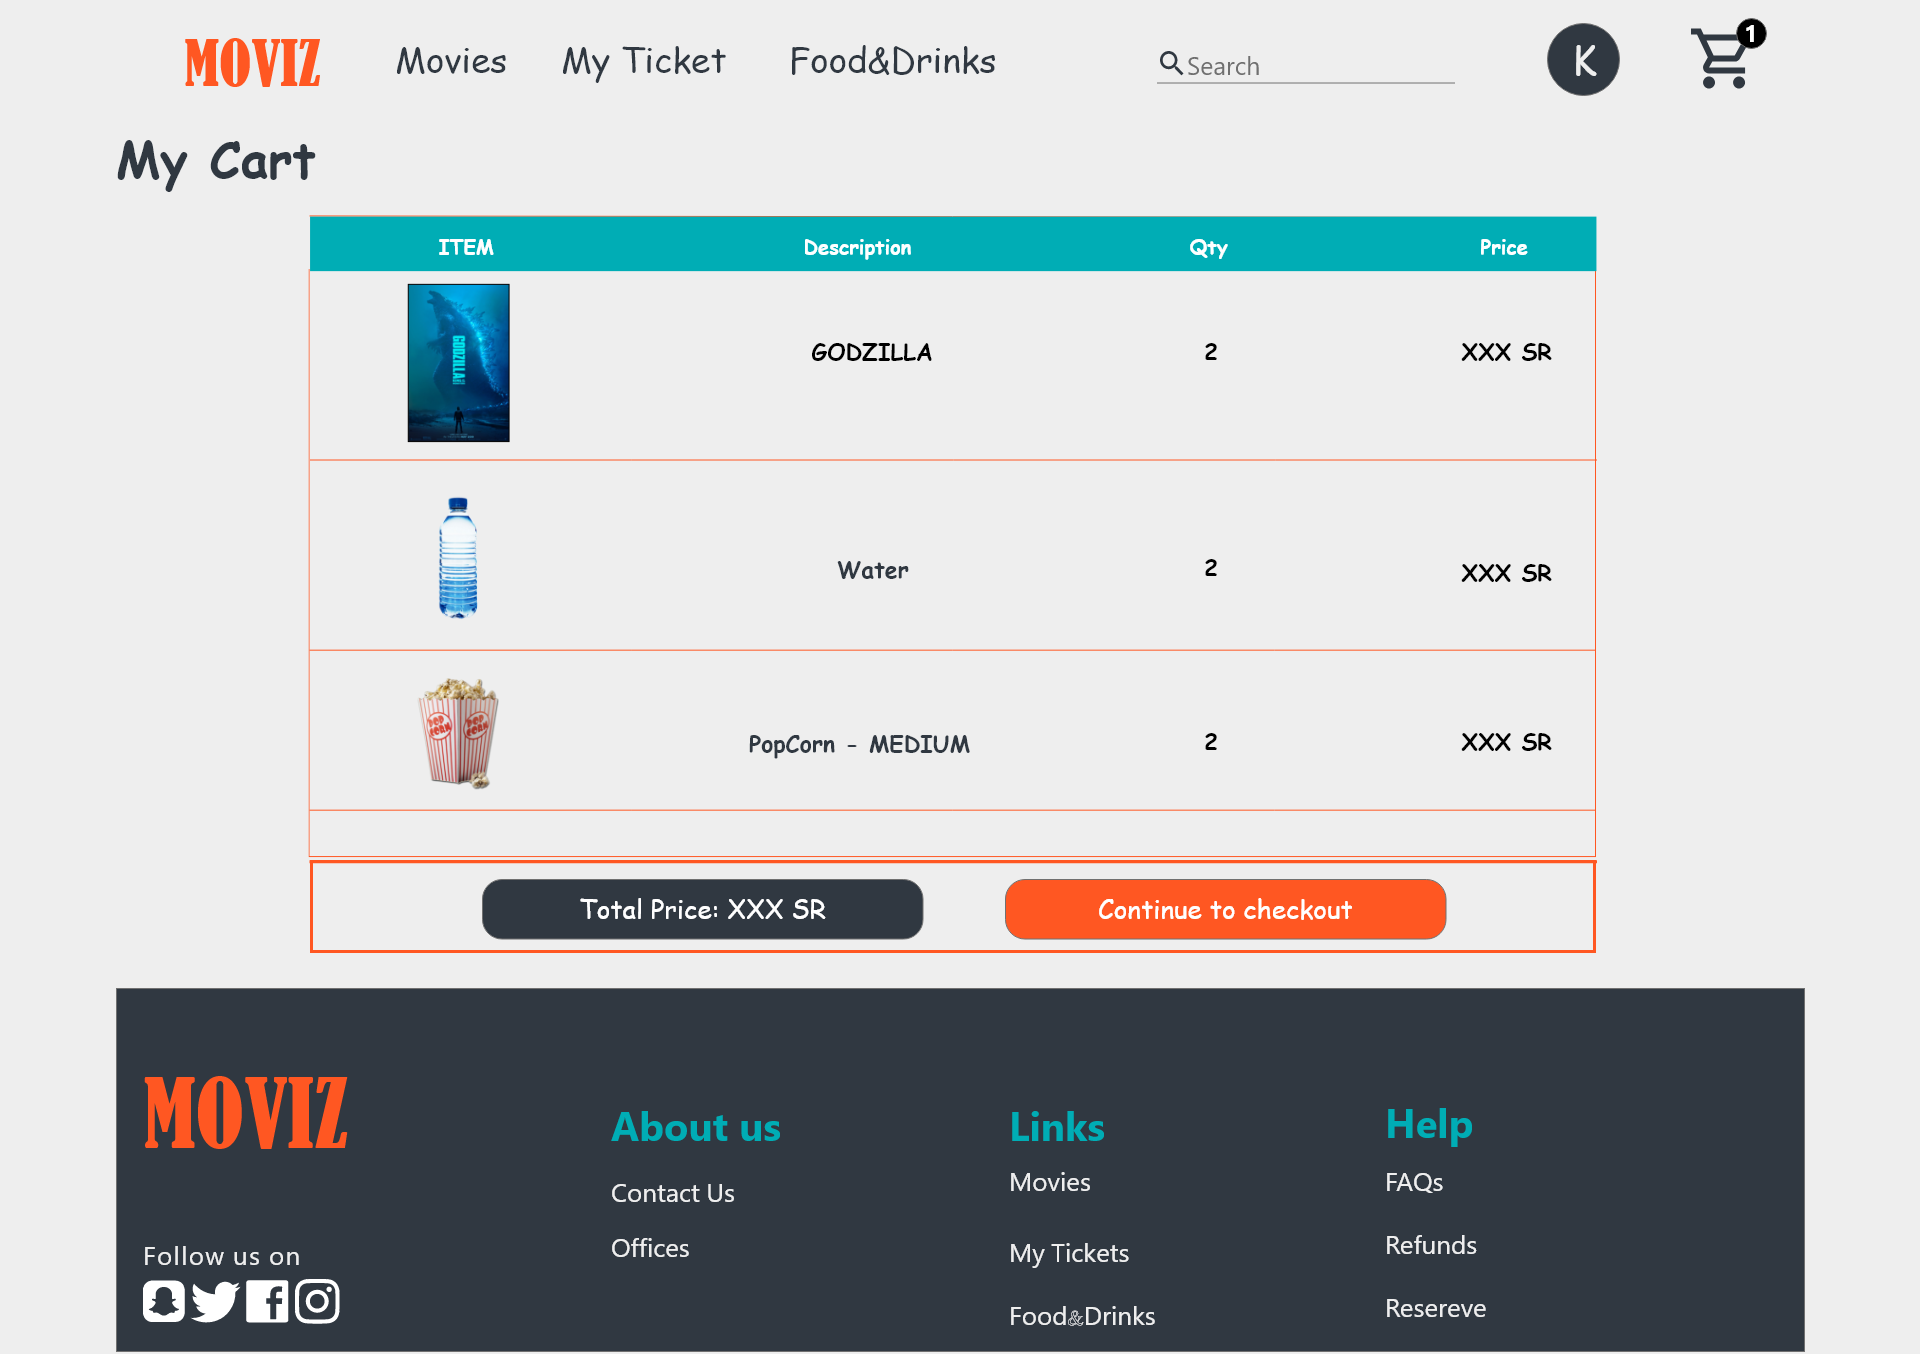 MOVIZ Movies My Ticket Food&Drinks Search K 1
My Cart
ITEM Description Qty Price
GODZILLA
GODZILLA 2 XXX SR
Water 2 XXX SR
POP CORN POP CORN
PopCorn - MEDIUM 2 XXX SR
Total Price: XXX SR Continue to checkout
MOVIZ
Follow us on
About us
Contact Us
Offices
Links
Movies
My Tickets
Food&Drinks
Help
FAQs
Refunds
Resereve